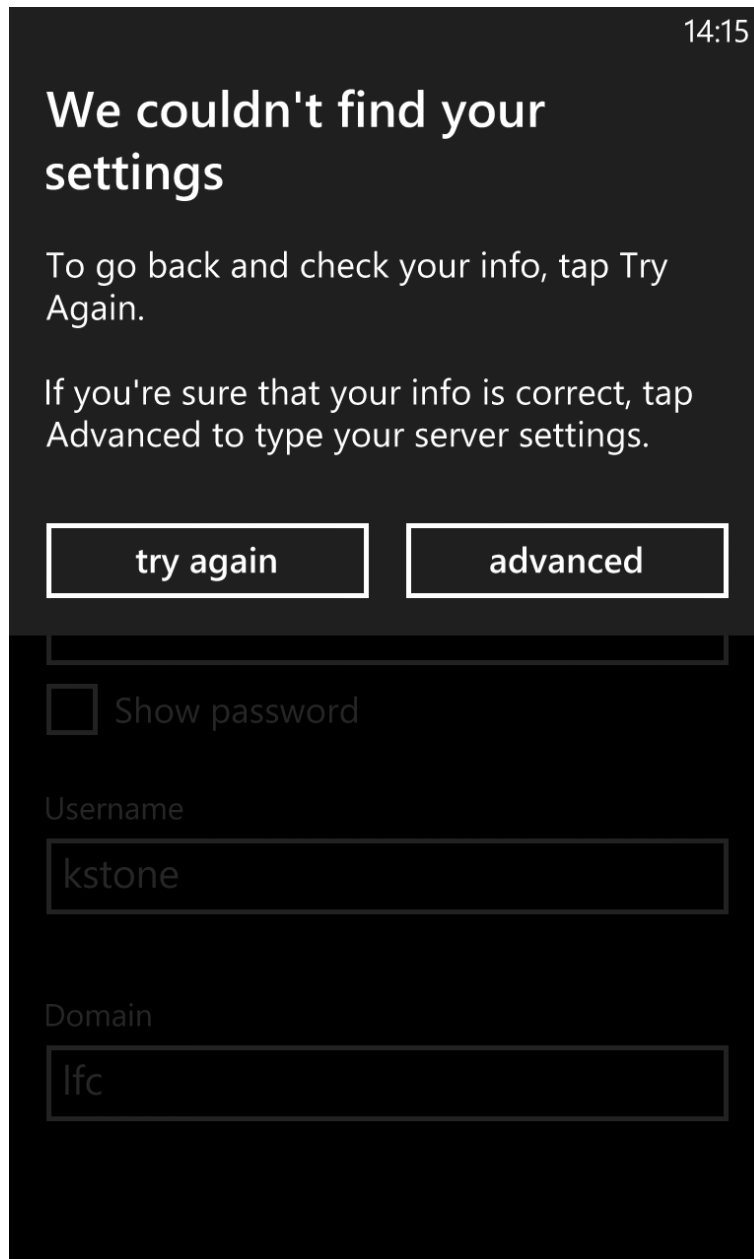 14:15
We couldn't find your
settings
To go back and check your info, tap Try
Again.
If you're sure that your info is correct, tap
Advanced to type your server settings.
try again
advanced
Show password
Username
kstone
Domain
lfc